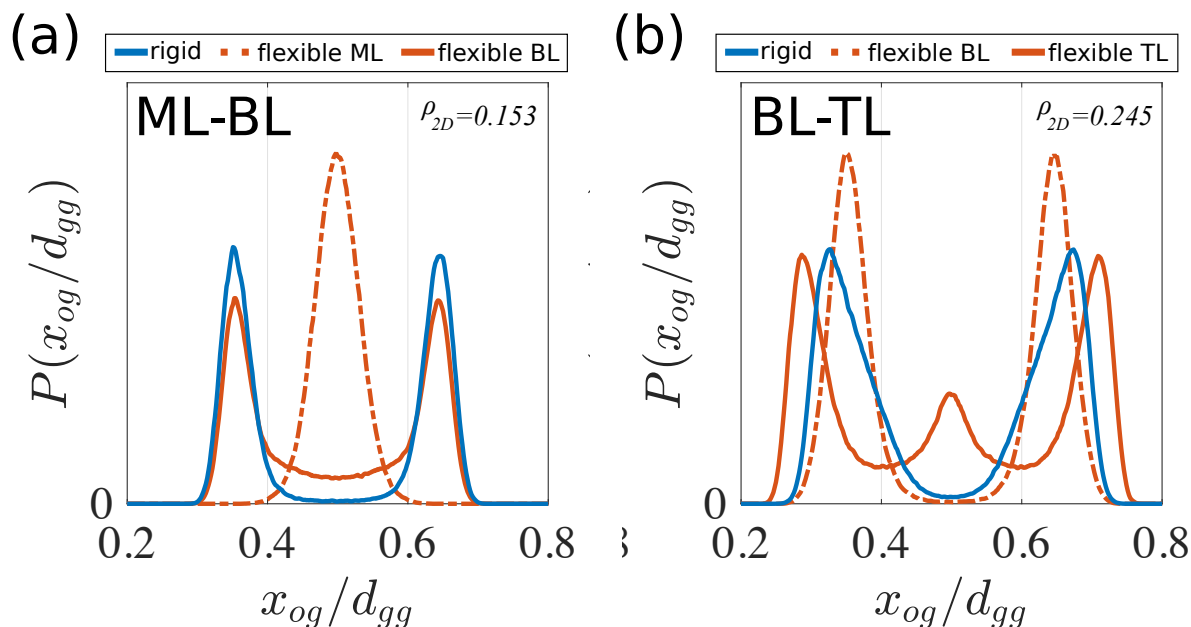 (a)
rigid flexible ML flexible BL
ML-BL
ρ2D=0.153
P(xog/dgg)
0
0.2 0.4 0.6 0.8
xog/dgg
(b)
rigid flexible BL flexible TL
BL-TL
ρ2D=0.245
P(xog/dgg)
0
8
0.2 0.4 0.6 0.8
xog/dgg